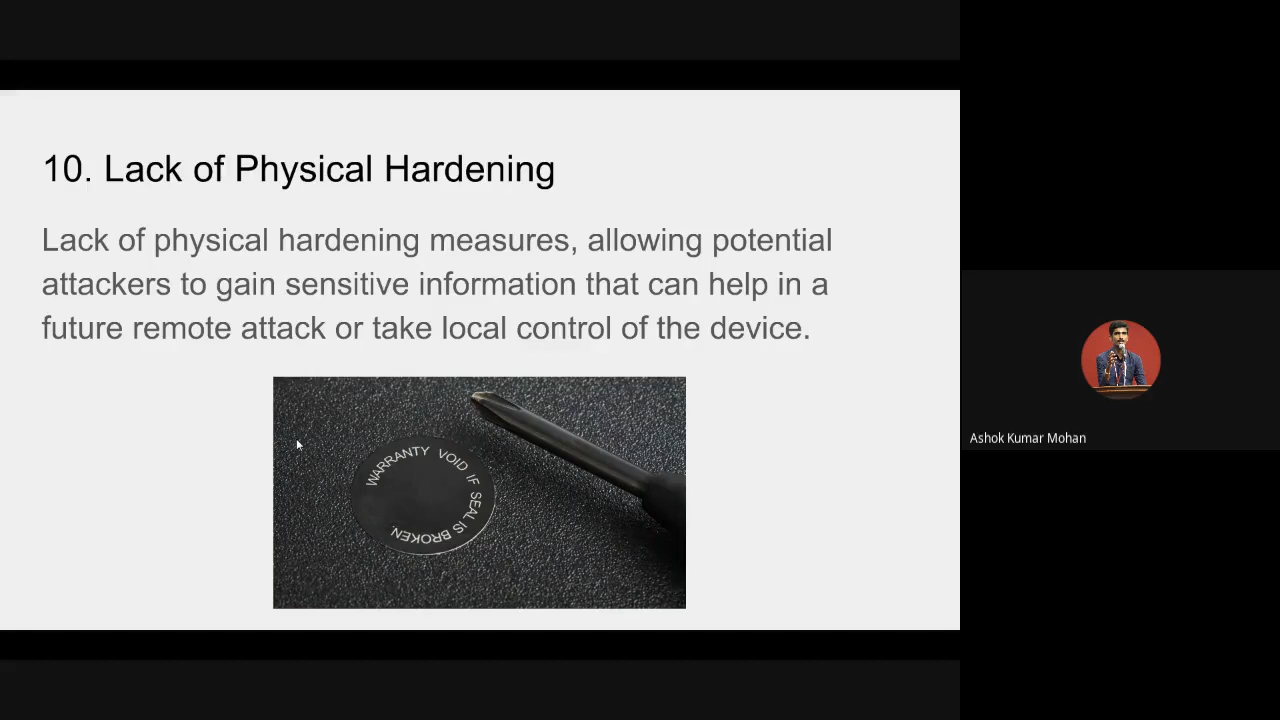 10. Lack of Physical Hardening
Lack of physical hardening measures, allowing potential
attackers to gain sensitive information that can help in a
future remote attack or take local control of the device.
WARRANTY VOID IF SEAL IS BROKEN.
Ashok Kumar Mohan